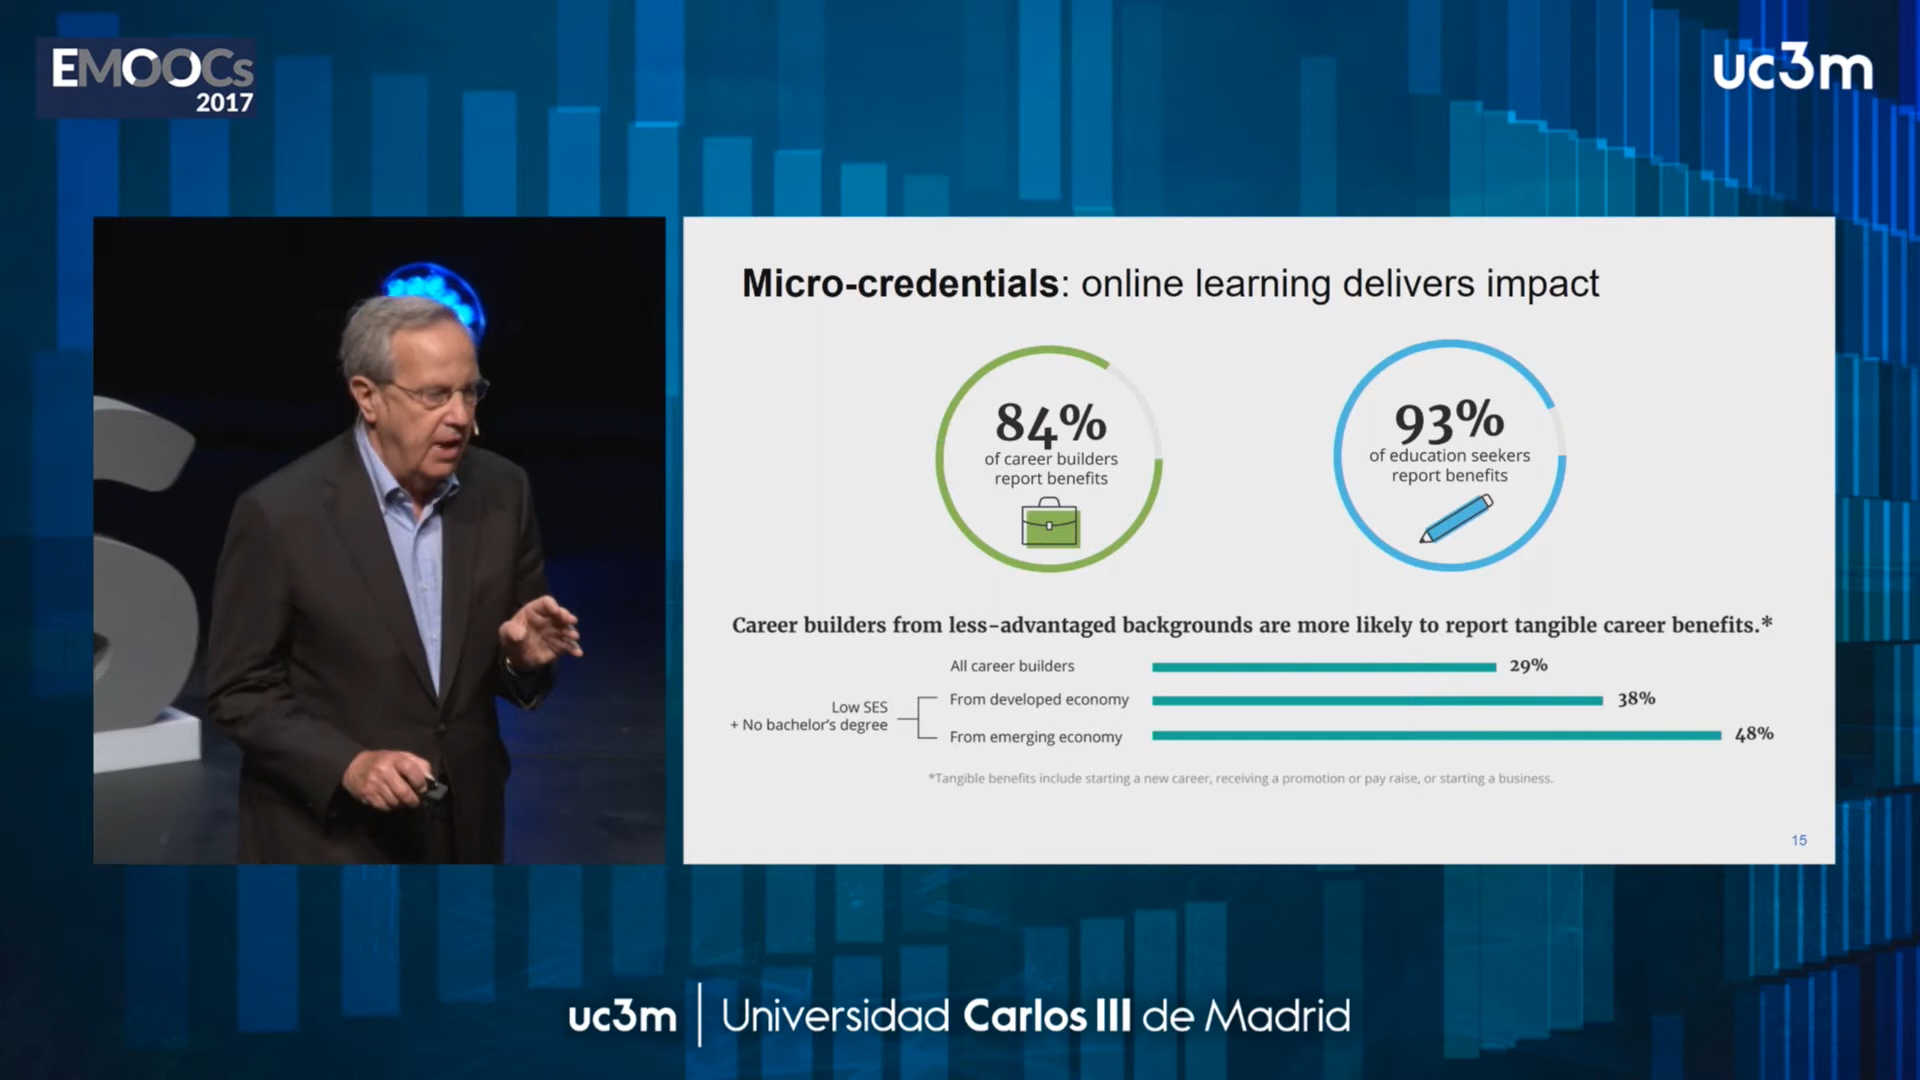 EMOOCs
2017
uc3m
Micro-credentials: online learning delivers impact
84%
of career builders
report benefits
93%
of education seekers
report benefits
Career builders from less-advantaged backgrounds are more likely to report tangible career benefits.*
All career builders
29%
Low SES
+ No bachelor's degree
From developed economy
38%
From emerging economy
48%
*Tangible benefits include starting a new career, receiving a promotion or pay raise, or starting a business.
15
uc3m | Universidad Carlos III de Madrid